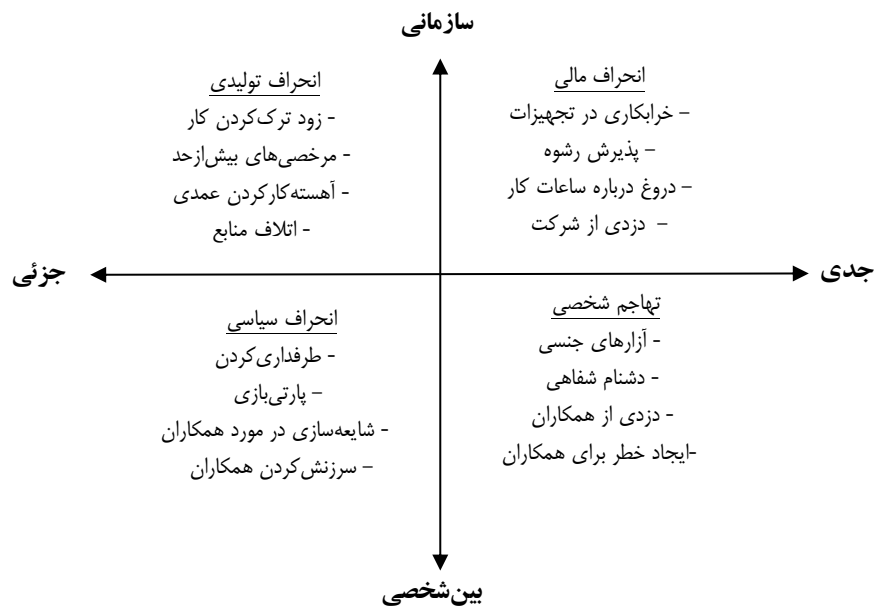 سازمانی
انحراف مالی
– خرابکاری در تجهیزات
– پذیرش رشوه
– دروغ درباره ساعات کار
– دزدی از شرکت
انحراف تولیدی
- زود ترک‌کردن کار
- مرخصی‌های بیش‌ازحد
- آهسته‌کارکردن عمدی
- اتلاف منابع
جدی
جزئی
تهاجم شخصی
- آزارهای جنسی
- دشنام شفاهی
- دزدی از همکاران
-ایجاد خطر برای همکاران
انحراف سیاسی
- طرفداری‌کردن
– پارتی‌بازی
- شایعه‌سازی در مورد همکاران
– سرزنش‌کردن همکاران
بین‌شخصی